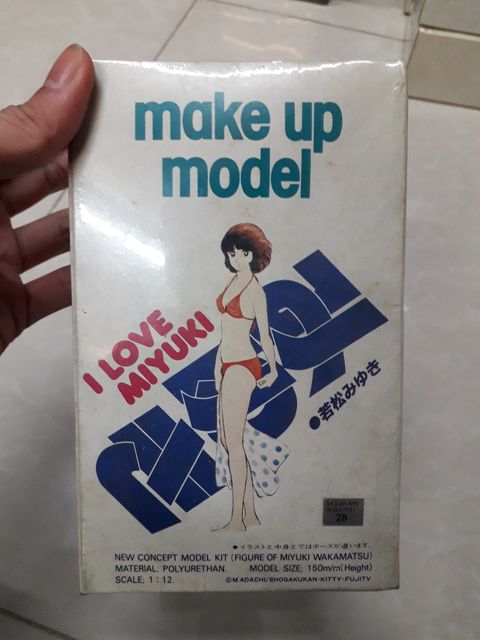 make up
model
I LOVE
MIYUKI
みゆき
●若松みゆき
28
●イラストと中身とではポーズが違います。
NEW CONCEPT MODEL KIT (FIGURE OF MIYUKI WAKAMATSU)
MATERIAL. POLYURETHAN. MODEL SIZE; 150m/m(Height)
SCALE; 1:12. ©M.ADACHI/SHOGAKUKAN·KITTY·FUJITV